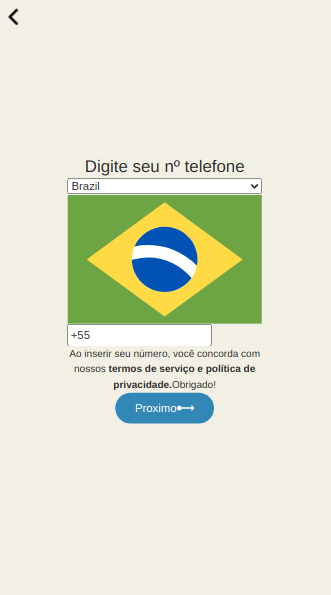 Digite seu nº telefone
Brazil
+55
Ao inserir seu número, você concorda com
nossos termos de serviço e política de
privacidade.Obrigado!
Proximo